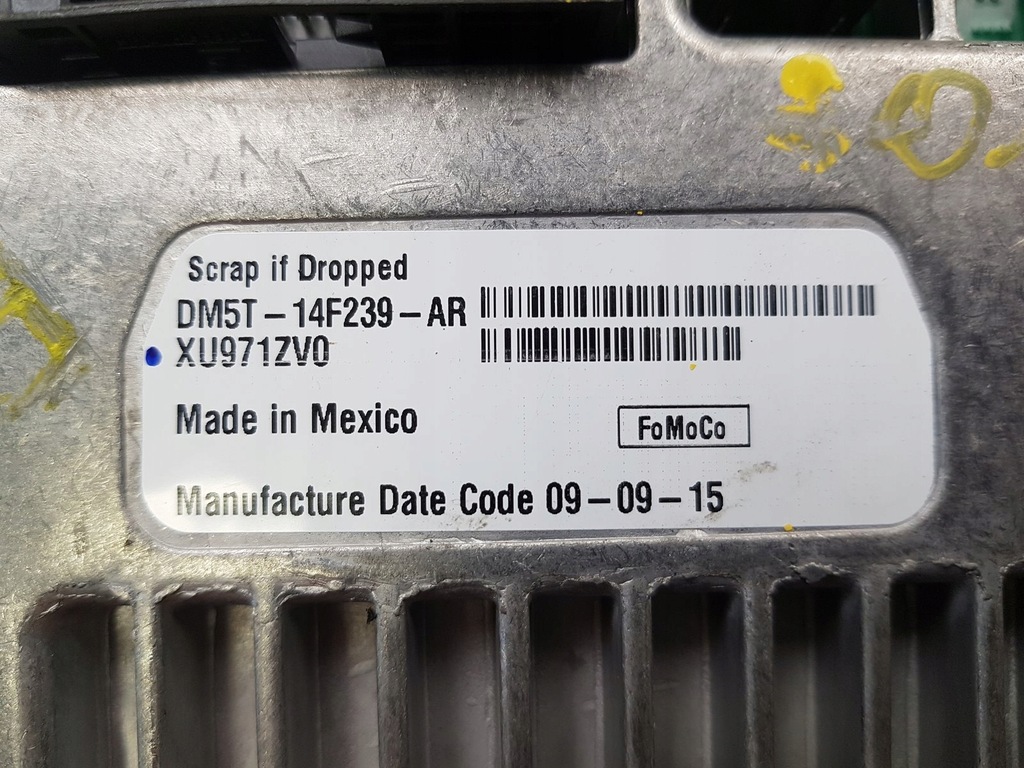 Scrap if Dropped
DM5T-14F239-AR
XU971ZV0
Made in Mexico
FoMoCo
Manufacture Date Code 09-09-15